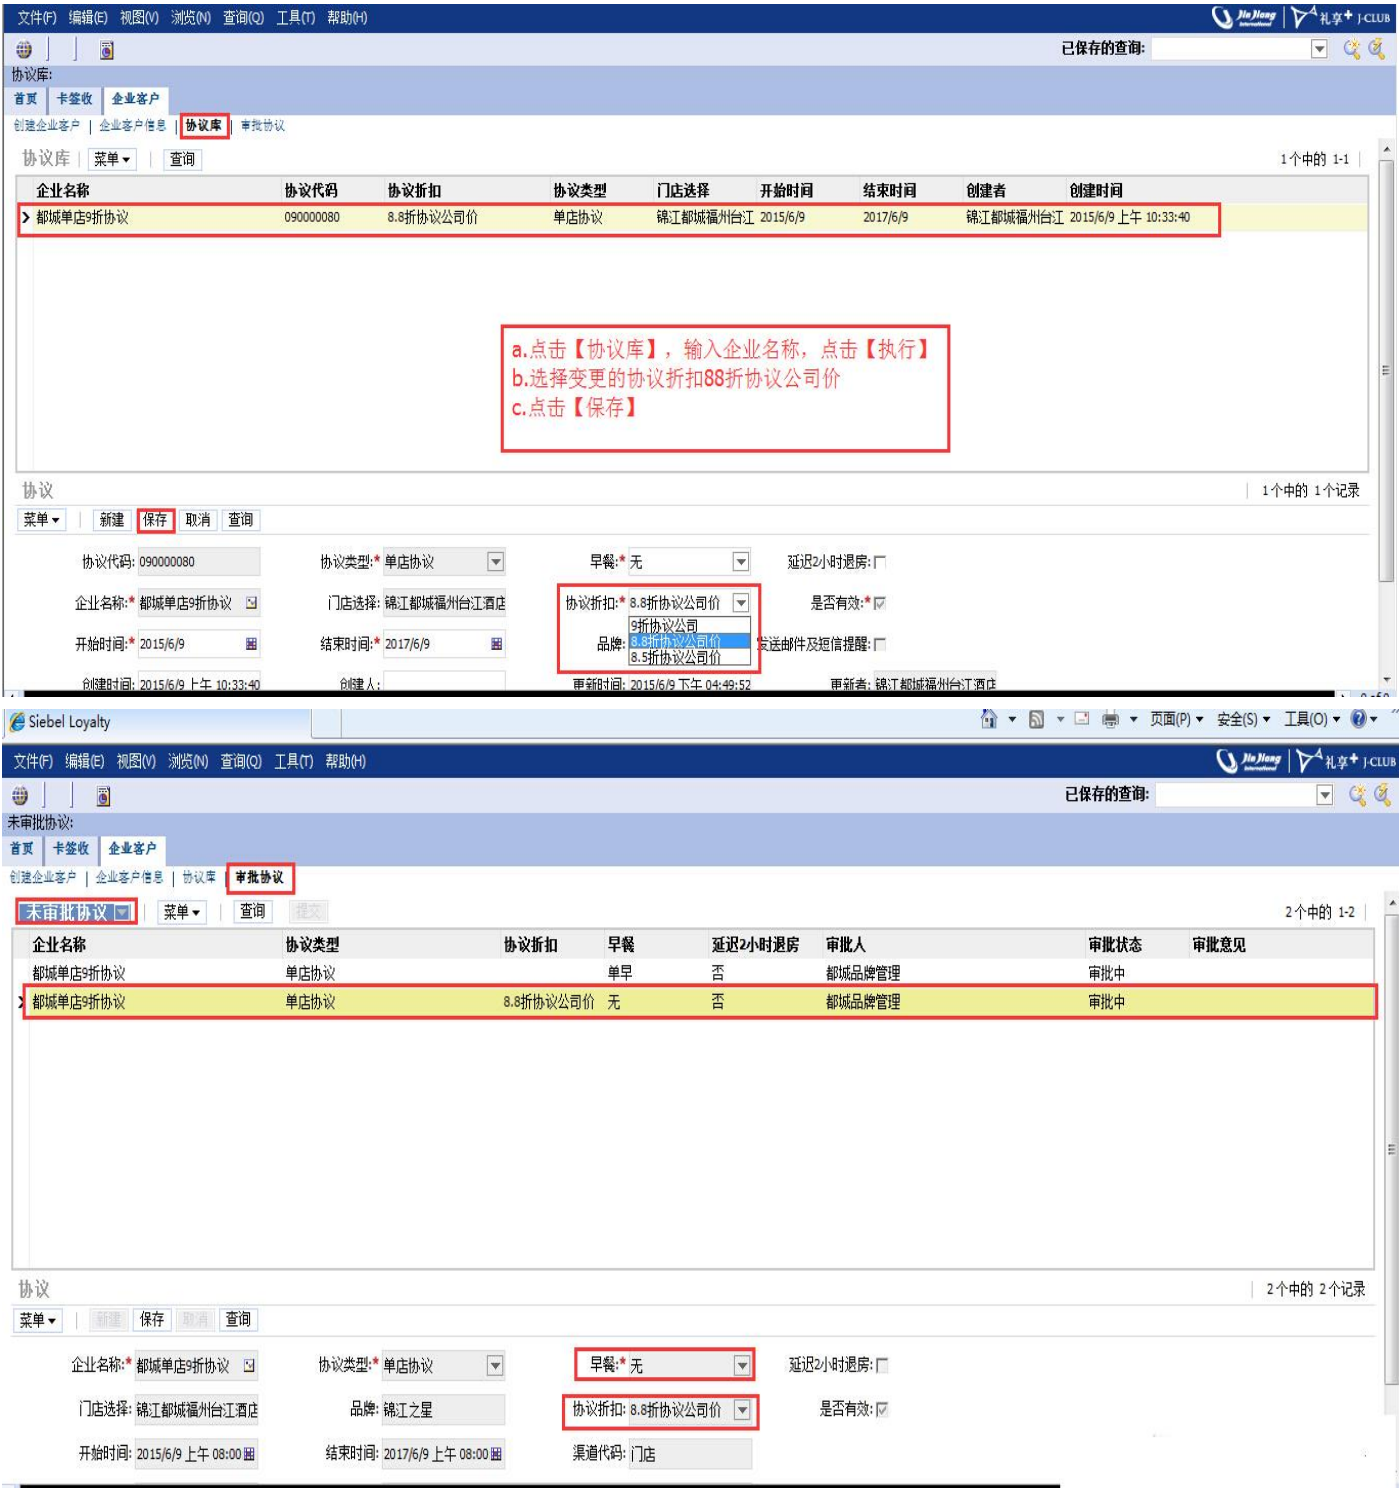 文件(F) 编辑(E) 视图(V) 浏览(N) 查询(Q) 工具(T) 帮助(H) JinJiang International 礼享+ J-CLUB
已保存的查询:
协议库:
首页 卡签收 企业客户
创建企业客户 | 企业客户信息 | 协议库 | 审批协议
协议库 菜单 查询 1个中的 1-1
企业名称 协议代码 协议折扣 协议类型 门店选择 开始时间 结束时间 创建者 创建时间
都城单店9折协议 090000080 8.8折协议公司价 单店协议 锦江都城福州台江 2015/6/9 2017/6/9 锦江都城福州台江 2015/6/9 上午 10:33:40
a.点击【协议库】，输入企业名称，点击【执行】
b.选择变更的协议折扣88折协议公司价
c.点击【保存】
协议 1个中的 1个记录
菜单 新建 保存 取消 查询
协议代码: 090000080 协议类型:* 单店协议 早餐:* 无 延迟2小时退房:
企业名称:* 都城单店9折协议 门店选择: 锦江都城福州台江酒店 协议折扣:* 8.8折协议公司价 是否有效:*
9折协议公司
开始时间:* 2015/6/9 结束时间:* 2017/6/9 品牌: 8.8折协议公司价 发送邮件及短信提醒:
8.5折协议公司价
创建时间: 2015/6/9 上午 10:33:40 创建人: 更新时间: 2015/6/9 下午 04:49:52 更新者: 锦江都城福州台江酒店
Siebel Loyalty 页面(P) 安全(S) 工具(O)
文件(F) 编辑(E) 视图(V) 浏览(N) 查询(Q) 工具(T) 帮助(H) JinJiang International 礼享+ J-CLUB
已保存的查询:
未审批协议:
首页 卡签收 企业客户
创建企业客户 | 企业客户信息 | 协议库 | 审批协议
未审批协议 菜单 查询 提交 2个中的 1-2
企业名称 协议类型 协议折扣 早餐 延迟2小时退房 审批人 审批状态 审批意见
都城单店9折协议 单店协议 单早 否 都城品牌管理 审批中
都城单店9折协议 单店协议 8.8折协议公司价 无 否 都城品牌管理 审批中
协议 2个中的 2个记录
菜单 新建 保存 取消 查询
企业名称:* 都城单店9折协议 协议类型:* 单店协议 早餐:* 无 延迟2小时退房:
门店选择: 锦江都城福州台江酒店 品牌: 锦江之星 协议折扣: 8.8折协议公司价 是否有效:
开始时间: 2015/6/9 上午 08:00 结束时间: 2017/6/9 上午 08:00 渠道代码: 门店